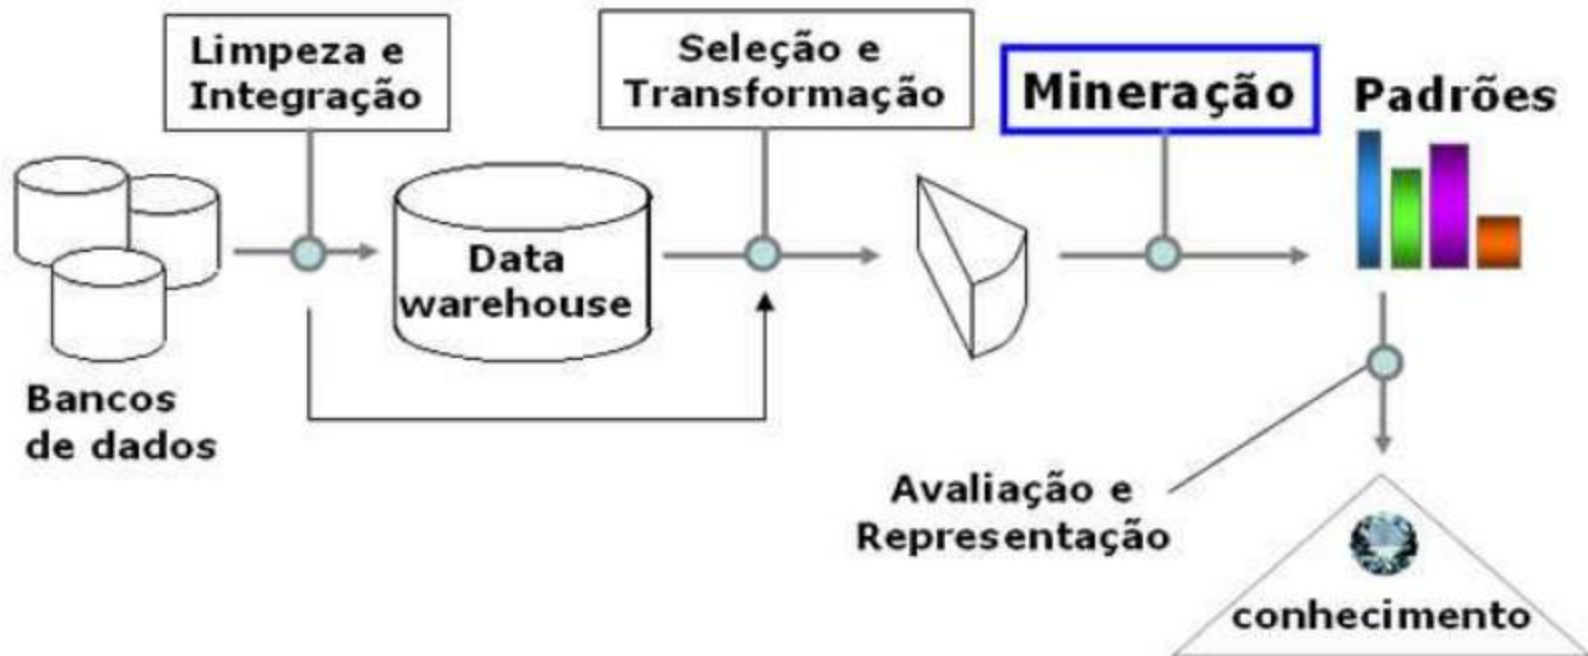 Limpeza e
Integração
Seleção e
Transformação
Mineração
Padrões
Data
warehouse
Bancos
de dados
Avaliação e
Representação
conhecimento